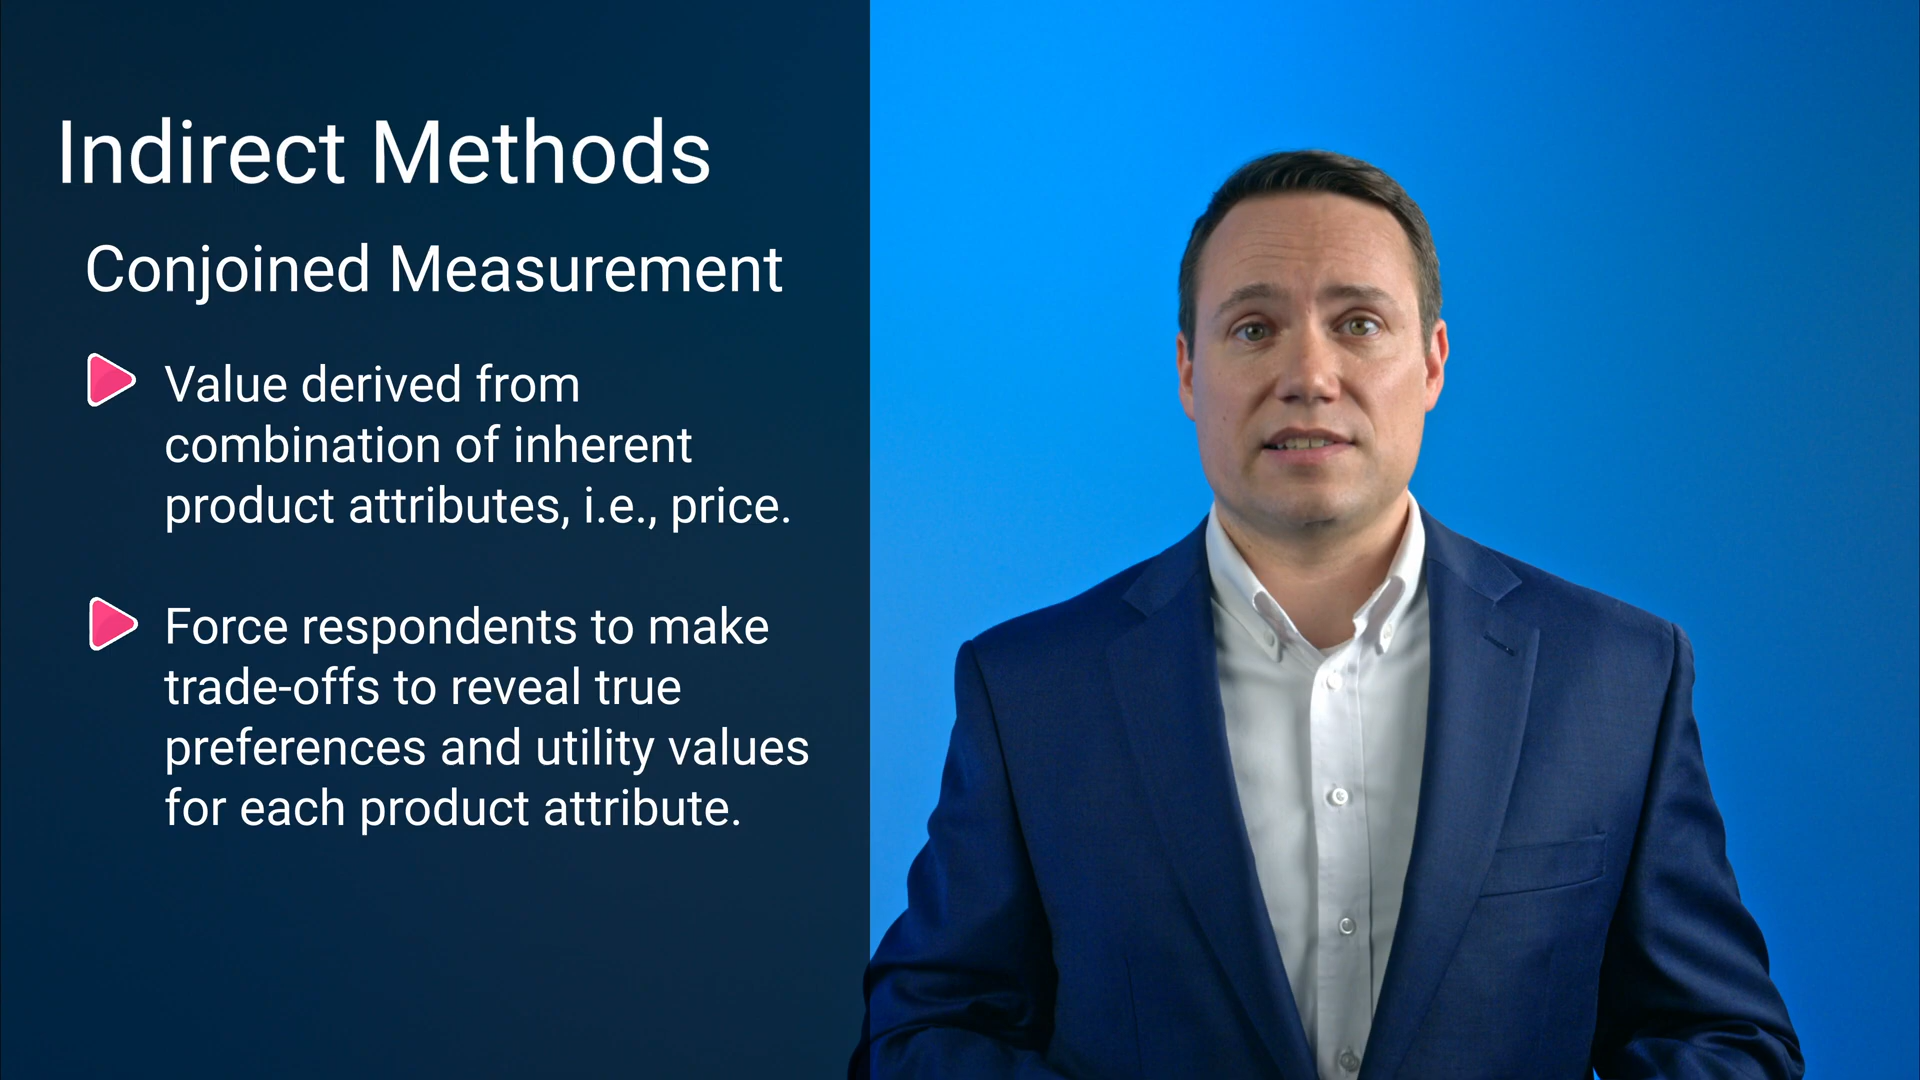 Indirect Methods
Conjoined Measurement
Value derived from
combination of inherent
product attributes, i.e., price.
Force respondents to make
trade-offs to reveal true
preferences and utility values
for each product attribute.